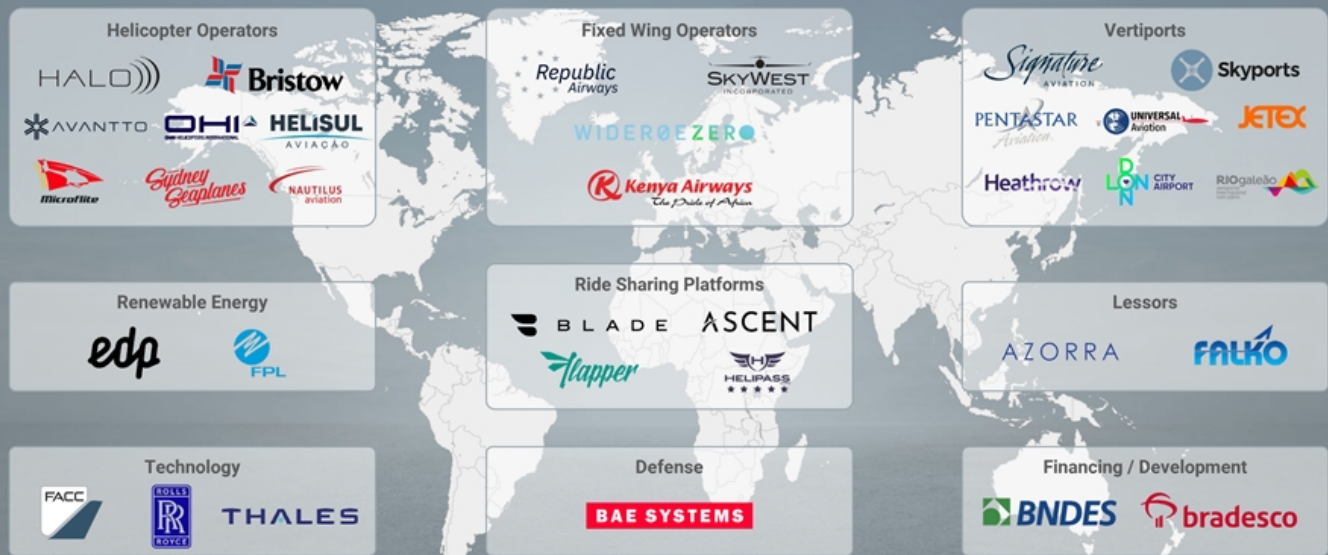 Helicopter Operators
HALO
Bristow
AVANTTO
OHI
HELISUL
AVIAÇÃO
Microflite
Sydney
Seaplanes
NAUTILUS
aviation
Fixed Wing Operators
Republic
Airways
SKYWEST
INCORPORATED
WIDERØEZERO
Kenya Airways
The Pride of Africa
Vertiports
Signature
AVIATION
Skyports
PENTASTAR
Aviation
UNIVERSAL
Aviation
JETEX
Heathrow
LONDON
CITY
AIRPORT
RIOgaleão
Renewable Energy
edp
FPL
Ride Sharing Platforms
BLADE
ASCENT
flapper
H
HELIPASS
Lessors
AZORRA
FALKO
Technology
FACC
ROLLS
RR
ROYCE
THALES
Defense
BAE SYSTEMS
Financing / Development
BNDES
bradesco